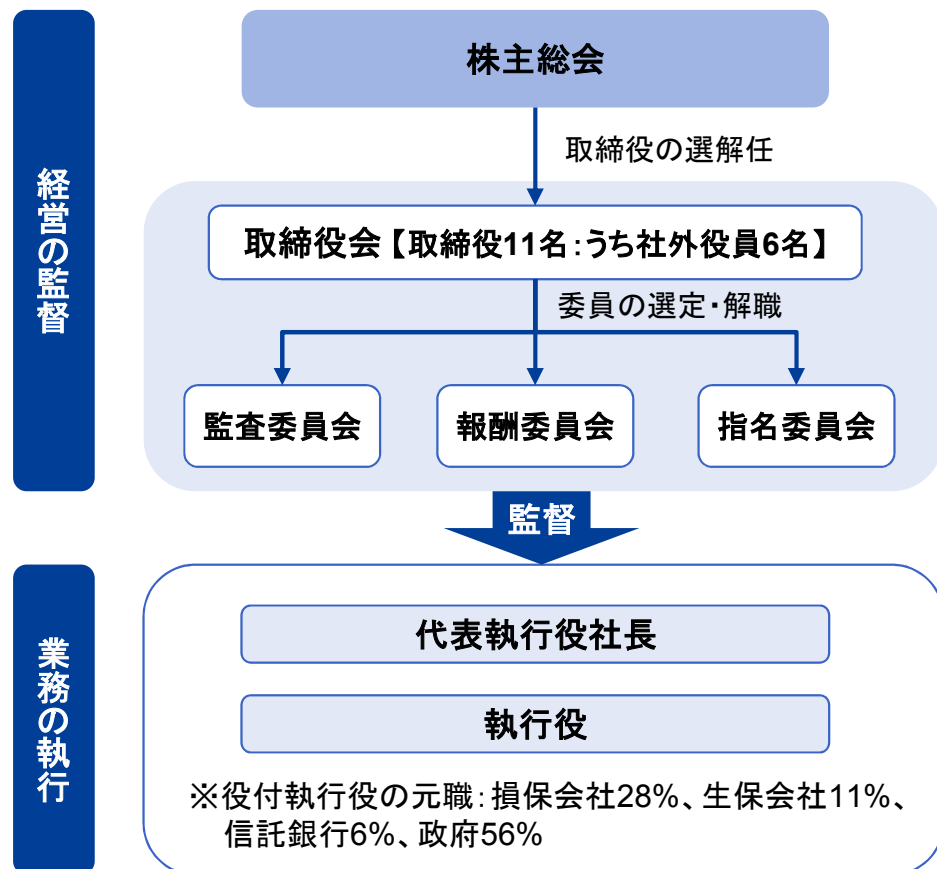 経営の監督
株主総会
取締役の選解任
取締役会【取締役11名：うち社外役員6名】
委員の選定・解職
監査委員会
報酬委員会
指名委員会
監督
業務の執行
代表執行役社長
執行役
※役付執行役の元職：損保会社28%、生保会社11%、
信託銀行6%、政府56%